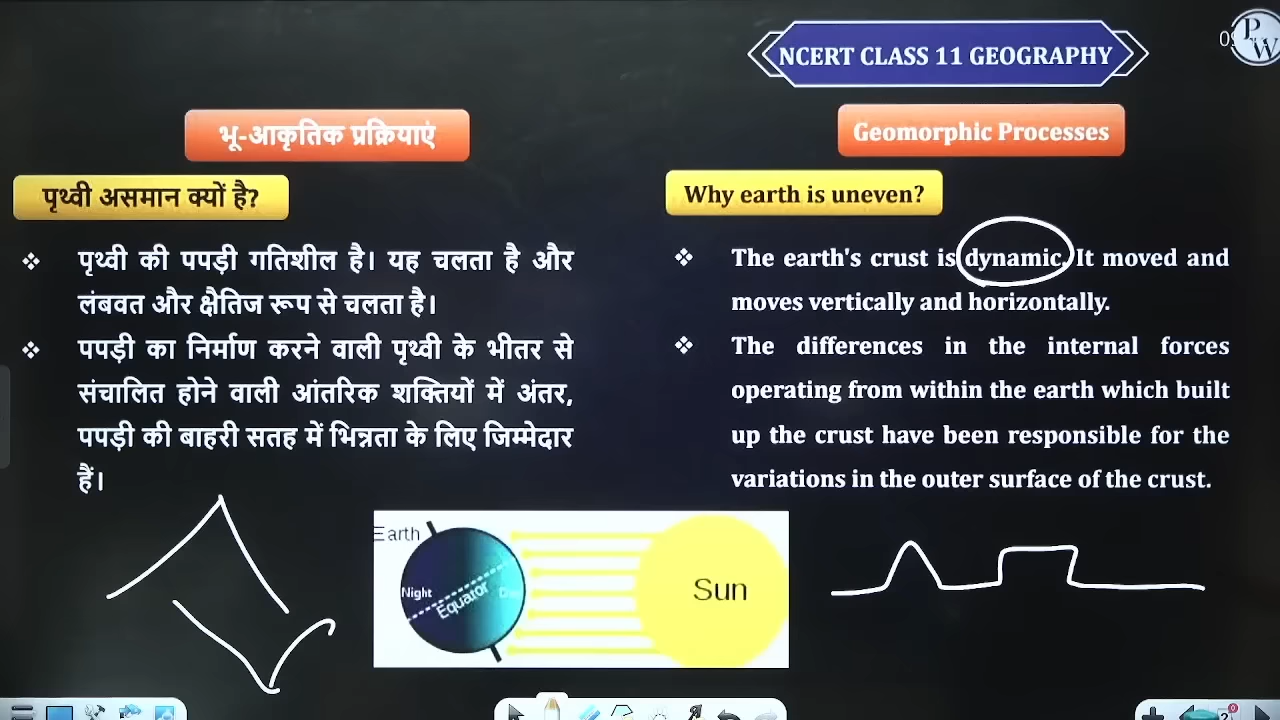 NCERT CLASS 11 GEOGRAPHY
PW
भू-आकृतिक प्रक्रियाएं
Geomorphic Processes
पृथ्वी असमान क्यों है?
❖ पृथ्वी की पपड़ी गतिशील है। यह चलता है और
लंबवत और क्षैतिज रूप से चलता है।
❖ पपड़ी का निर्माण करने वाली पृथ्वी के भीतर से
संचालित होने वाली आंतरिक शक्तियों में अंतर,
पपड़ी की बाहरी सतह में भिन्नता के लिए जिम्मेदार
हैं।
Why earth is uneven?
❖ The earth's crust is dynamic. It moved and
moves vertically and horizontally.
❖ The differences in the internal forces
operating from within the earth which built
up the crust have been responsible for the
variations in the outer surface of the crust.
Earth
Night
Equator
Sun
2